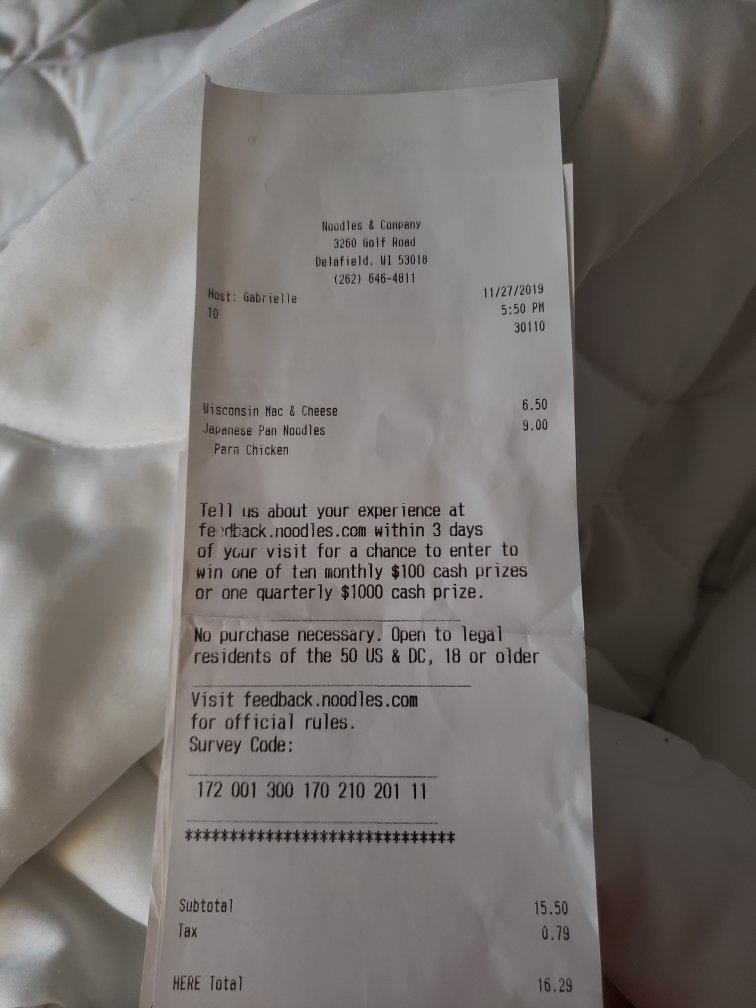 Noodles & Company
3260 Golf Road
Delafield, WI 53018
(262) 646-4811
Host: Gabrielle 11/27/2019
10 5:50 PM
30110
Wisconsin Mac & Cheese 6.50
Japanese Pan Noodles 9.00
Parm Chicken
Tell us about your experience at
feedback.noodles.com within 3 days
of your visit for a chance to enter to
win one of ten monthly $100 cash prizes
or one quarterly $1000 cash prize.
No purchase necessary. Open to legal
residents of the 50 US & DC, 18 or older
Visit feedback.noodles.com
for official rules.
Survey Code:
172 001 300 170 210 201 11
******************************
Subtotal 15.50
Tax 0.79
HERE Total 16.29